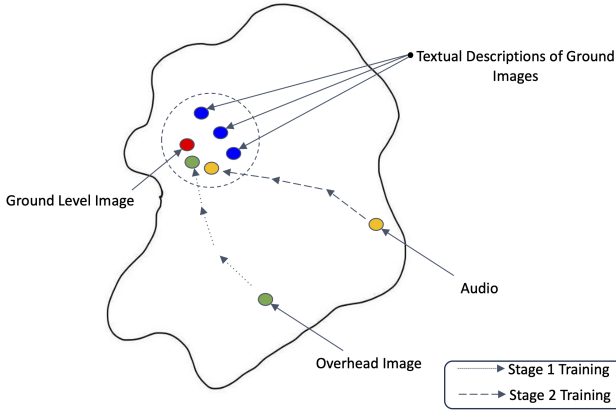 Textual Descriptions of Ground
Images
Ground Level Image
Audio
Overhead Image
Stage 1 Training
Stage 2 Training